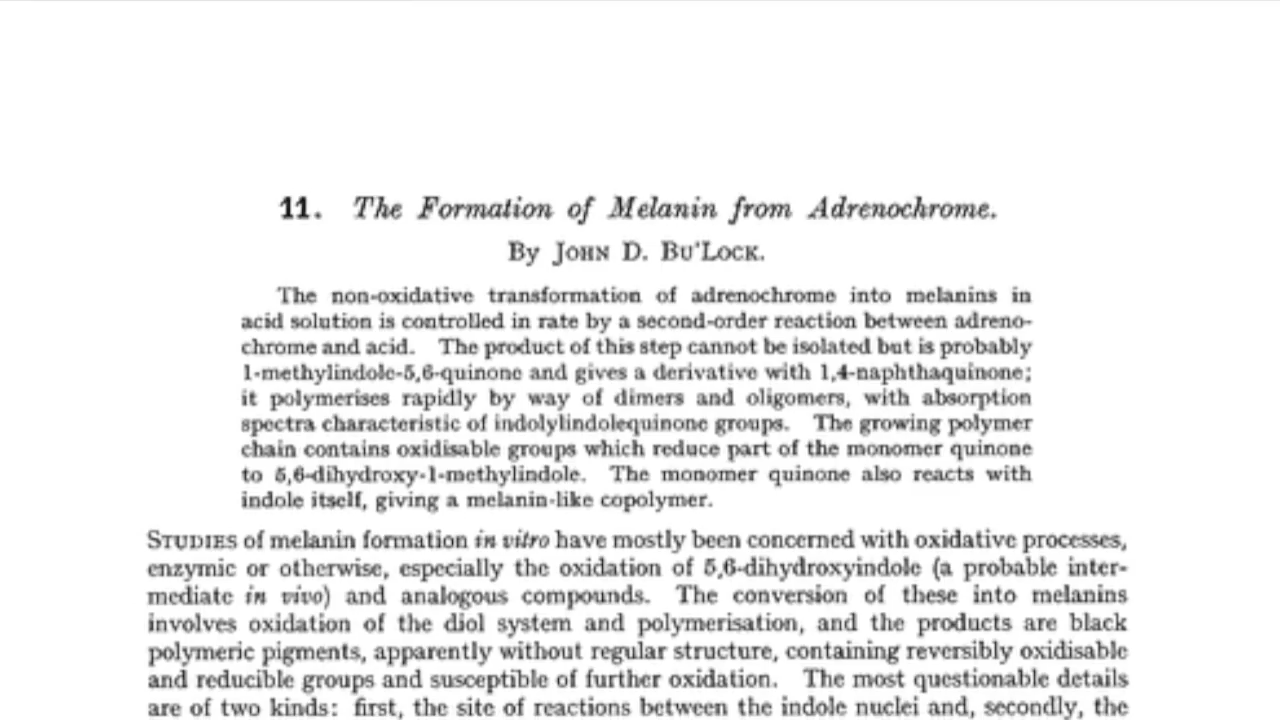 11. The Formation of Melanin from Adrenochrome.
By JOHN D. BU'LOCK.
The non-oxidative transformation of adrenochrome into melanins in
acid solution is controlled in rate by a second-order reaction between adreno-
chrome and acid. The product of this step cannot be isolated but is probably
1-methylindole-5,6-quinone and gives a derivative with 1,4-naphthaquinone;
it polymerises rapidly by way of dimers and oligomers, with absorption
spectra characteristic of indolylindolequinone groups. The growing polymer
chain contains oxidisable groups which reduce part of the monomer quinone
to 5,6-dihydroxy-1-methylindole. The monomer quinone also reacts with
indole itself, giving a melanin-like copolymer.
STUDIES of melanin formation in vitro have mostly been concerned with oxidative processes,
enzymic or otherwise, especially the oxidation of 5,6-dihydroxyindole (a probable inter-
mediate in vivo) and analogous compounds. The conversion of these into melanins
involves oxidation of the diol system and polymerisation, and the products are black
polymeric pigments, apparently without regular structure, containing reversibly oxidisable
and reducible groups and susceptible of further oxidation. The most questionable details
are of two kinds: first, the site of reactions between the indole nuclei and, secondly, the